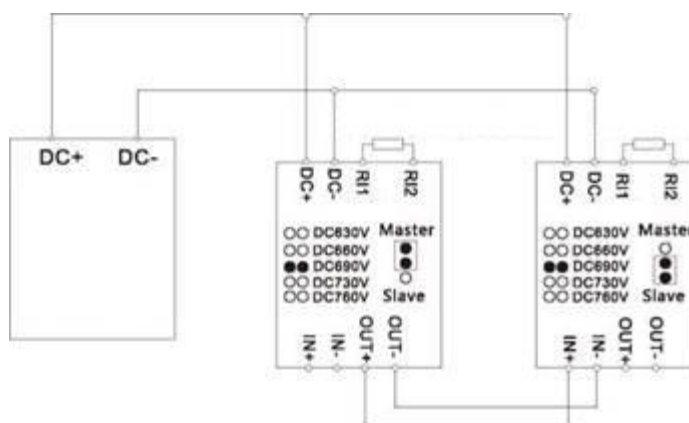 DC+ DC-
DC+ DC- RI1 RI2
DC630V Master
DC660V
DC690V
DC730V
DC760V Slave
IN+ IN- OUT+ OUT-
DC+ DC- RI1 RI2
DC630V Master
DC660V
DC690V
DC730V
DC760V Slave
IN+ IN- OUT+ OUT-